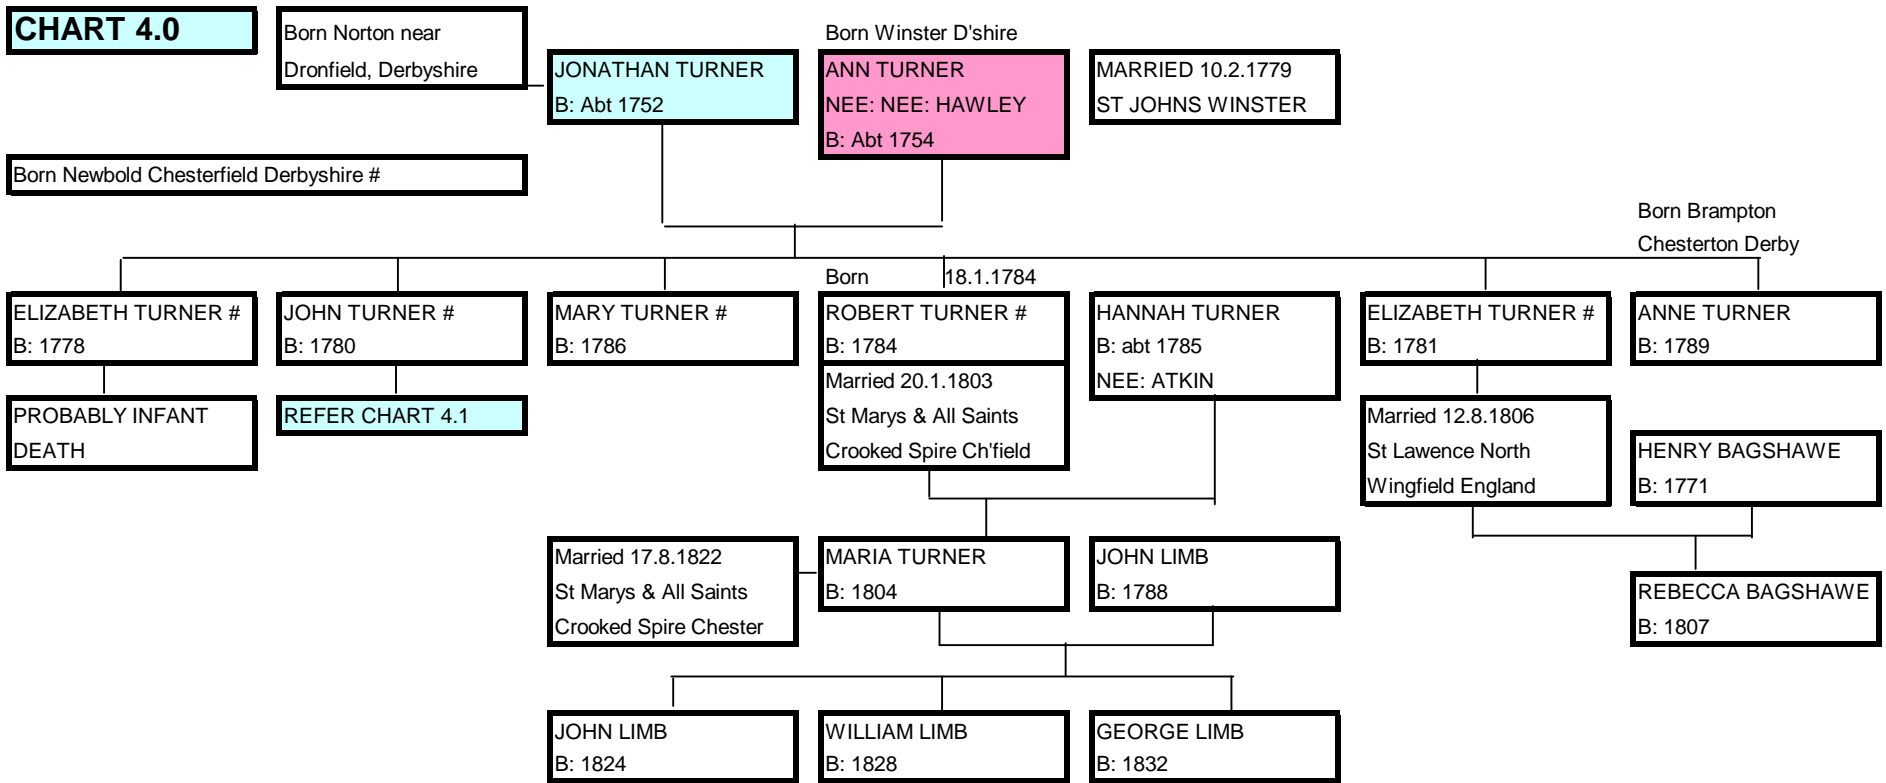 CHART 4.0
Born Norton near
Dronfield, Derbyshire
JONATHAN TURNER
B: Abt 1752
Born Winster D'shire
ANN TURNER
NEE: NEE: HAWLEY
B: Abt 1754
MARRIED 10.2.1779
ST JOHNS WINSTER
Born Newbold Chesterfield Derbyshire #
Born Brampton
Chesterton Derby
Born 18.1.1784
ELIZABETH TURNER #
B: 1778
JOHN TURNER #
B: 1780
MARY TURNER #
B: 1786
ROBERT TURNER #
B: 1784
HANNAH TURNER
B: abt 1785
NEE: ATKIN
ELIZABETH TURNER #
B: 1781
ANNE TURNER
B: 1789
PROBABLY INFANT
DEATH
REFER CHART 4.1
Married 20.1.1803
St Marys & All Saints
Crooked Spire Ch'field
Married 12.8.1806
St Lawence North
Wingfield England
HENRY BAGSHAWE
B: 1771
Married 17.8.1822
St Marys & All Saints
Crooked Spire Chester
MARIA TURNER
B: 1804
JOHN LIMB
B: 1788
REBECCA BAGSHAWE
B: 1807
JOHN LIMB
B: 1824
WILLIAM LIMB
B: 1828
GEORGE LIMB
B: 1832